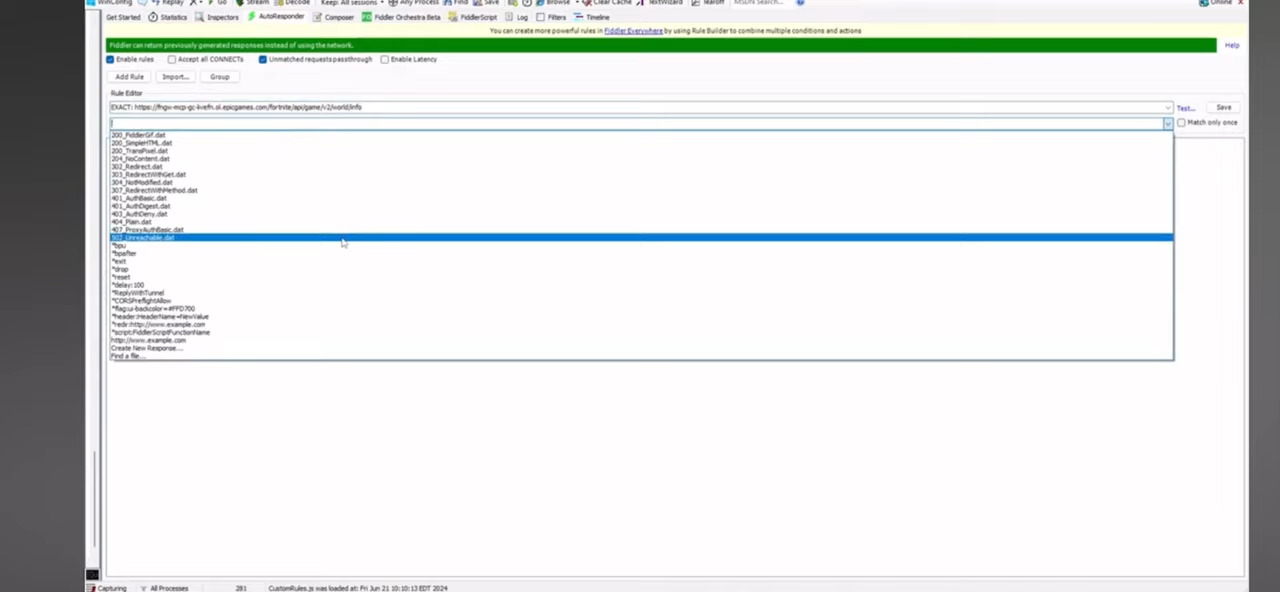 WinConfig Replay Go Stream Decode Keep: All sessions Any Process Find Save Browse Clear Cache TextWizard Tearoff MSDN Search... Online
Get Started Statistics Inspectors AutoResponder Composer Fiddler Orchestra Beta FiddlerScript Log Filters Timeline
You can create more powerful rules in Fiddler Everywhere by using Rule Builder to combine multiple conditions and actions
Fiddler can return previously generated responses instead of using the network. Help
Enable rules Accept all CONNECTs Unmatched requests passthrough Enable Latency
Add Rule Import... Group
Rule Editor
EXACT: https://fngw-mcp-gc-livefn.ol.epicgames.com/fortnite/api/game/v2/world/info Test... Save
Match only once
200_FiddlerGif.dat
200_SimpleHTML.dat
200_TransPixel.dat
204_NoContent.dat
302_Redirect.dat
303_RedirectWithGet.dat
304_NotModified.dat
307_RedirectWithMethod.dat
401_AuthBasic.dat
401_AuthDigest.dat
403_AuthDeny.dat
404_Plain.dat
407_ProxyAuthBasic.dat
502_Unreachable.dat
*bpu
*bpafter
*exit
*drop
*reset
*delay:100
*ReplyWithTunnel
*CORSPreflightAllow
*flag:ui-backcolor=#FFD700
*header:HeaderName=NewValue
*redir:http://www.example.com
*script:FiddlerScriptFunctionName
http://www.example.com
Create New Response...
Find a file...
Capturing All Processes 281 CustomRules.js was loaded at: Fri Jun 21 10:10:13 EDT 2024